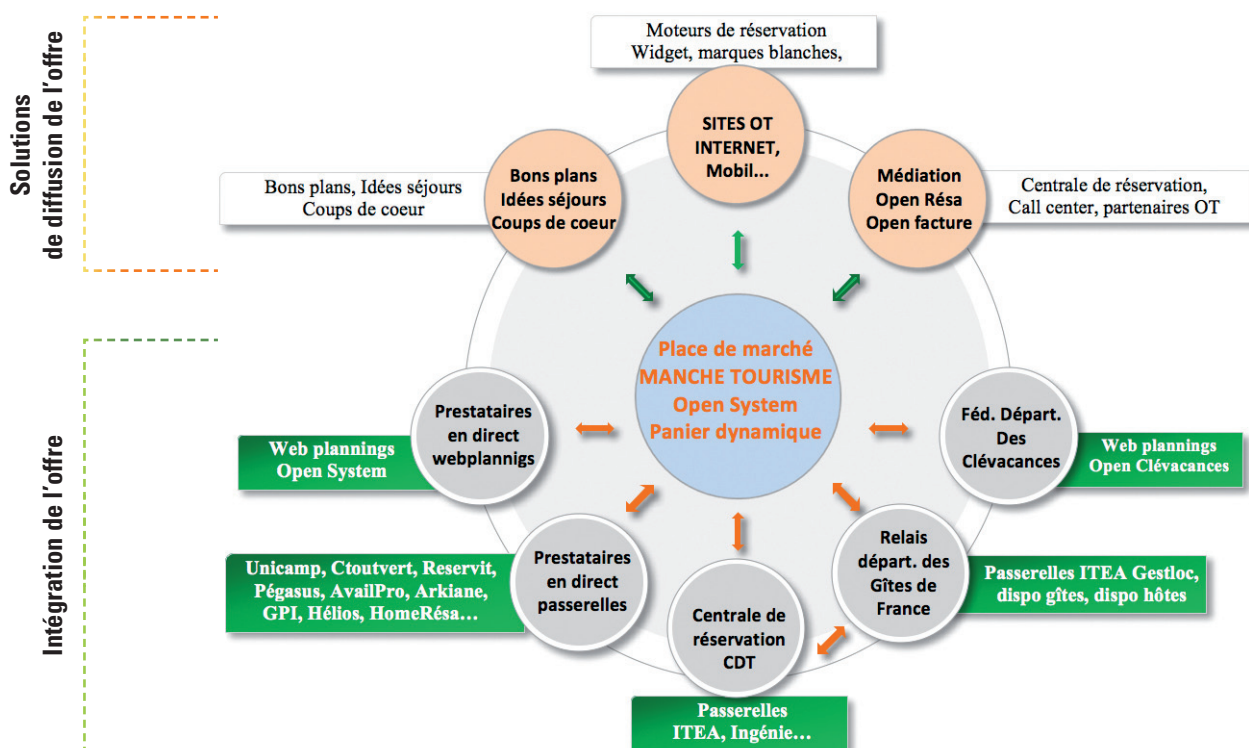 Solutions
de diffusion de l'offre
Moteurs de réservation
Widget, marques blanches,
SITES OT
INTERNET,
Mobil...
Bons plans, Idées séjours
Coups de coeur
Bons plans
Idées séjours
Coups de coeur
Médiation
Open Résa
Open facture
Centrale de réservation,
Call center, partenaires OT
Place de marché
MANCHE TOURISME
Open System
Panier dynamique
Intégration de l'offre
Web plannings
Open System
Prestataires
en direct
webplannigs
Féd. Départ.
Des
Clévacances
Web plannings
Open Clévacances
Unicamp, Ctoutvert, Reservit,
Pégasus, AvailPro, Arkiane,
GPI, Hélios, HomeRésa…
Prestataires
en direct
passerelles
Centrale de
réservation
CDT
Relais
départ. des
Gîtes de
France
Passerelles ITEA Gestloc,
dispo gîtes, dispo hôtes
Passerelles
ITEA, Ingénie…